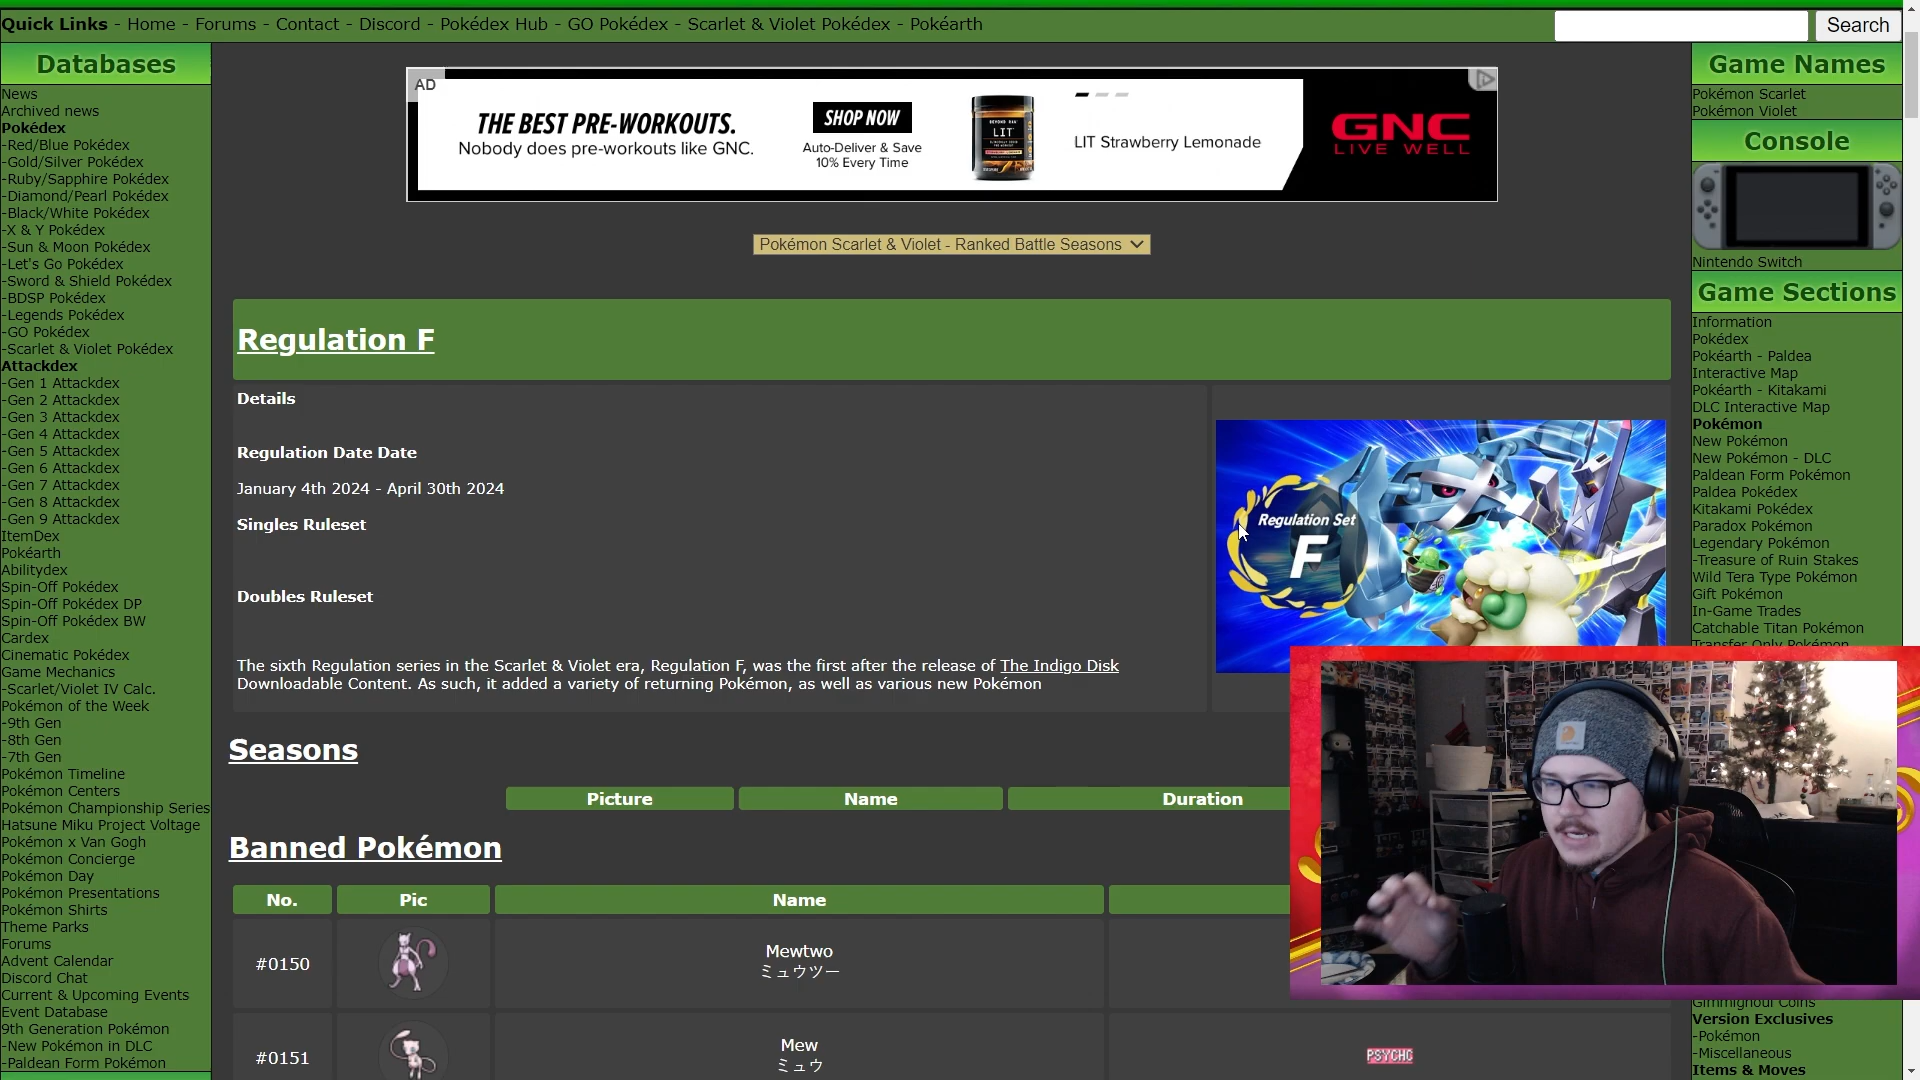 Quick Links - Home - Forums - Contact - Discord - Pokédex Hub - GO Pokédex - Scarlet & Violet Pokédex - Pokéarth
Search
Databases
News
Archived news
Pokédex
-Red/Blue Pokédex
-Gold/Silver Pokédex
-Ruby/Sapphire Pokédex
-Diamond/Pearl Pokédex
-Black/White Pokédex
-X & Y Pokédex
-Sun & Moon Pokédex
-Let's Go Pokédex
-Sword & Shield Pokédex
-BDSP Pokédex
-Legends Pokédex
-GO Pokédex
-Scarlet & Violet Pokédex
Attackdex
-Gen 1 Attackdex
-Gen 2 Attackdex
-Gen 3 Attackdex
-Gen 4 Attackdex
-Gen 5 Attackdex
-Gen 6 Attackdex
-Gen 7 Attackdex
-Gen 8 Attackdex
-Gen 9 Attackdex
ItemDex
Pokéarth
Abilitydex
Spin-Off Pokédex
Spin-Off Pokédex DP
Spin-Off Pokédex BW
Cardex
Cinematic Pokédex
Game Mechanics
-Scarlet/Violet IV Calc.
Pokémon of the Week
-9th Gen
-8th Gen
-7th Gen
Pokémon Timeline
Pokémon Centers
Pokémon Championship Series
Hatsune Miku Project Voltage
Pokémon x Van Gogh
Pokémon Concierge
Pokémon Day
Pokémon Presentations
Pokémon Shirts
Theme Parks
Forums
Advent Calendar
Discord Chat
Current & Upcoming Events
Event Database
9th Generation Pokémon
-New Pokémon in DLC
-Paldean Form Pokémon
AD
THE BEST PRE-WORKOUTS.
Nobody does pre-workouts like GNC.
SHOP NOW
Auto-Deliver & Save
10% Every Time
BEYOND RAW
LIT
LIT Strawberry Lemonade
GNC
LIVE WELL
Pokémon Scarlet & Violet - Ranked Battle Seasons
Regulation F
Details
Regulation Date Date
January 4th 2024 - April 30th 2024
Singles Ruleset
Doubles Ruleset
The sixth Regulation series in the Scarlet & Violet era, Regulation F, was the first after the release of The Indigo Disk
Downloadable Content. As such, it added a variety of returning Pokémon, as well as various new Pokémon
Regulation Set
F
Seasons
Picture Name Duration
Banned Pokémon
No. Pic Name
#0150
Mewtwo
ミュウツー
#0151
Mew
ミュウ
PSYCHC
Game Names
Pokémon Scarlet
Pokémon Violet
Console
Nintendo Switch
Game Sections
Information
Pokédex
Pokéarth - Paldea
Interactive Map
Pokéarth - Kitakami
DLC Interactive Map
Pokémon
New Pokémon
New Pokémon - DLC
Paldean Form Pokémon
Paldea Pokédex
Kitakami Pokédex
Paradox Pokémon
Legendary Pokémon
-Treasure of Ruin Stakes
Wild Tera Type Pokémon
Gift Pokémon
In-Game Trades
Catchable Titan Pokémon
Transfer Only Pokémon
Gimmighoul Coins
Version Exclusives
-Pokémon
-Miscellaneous
Items & Moves